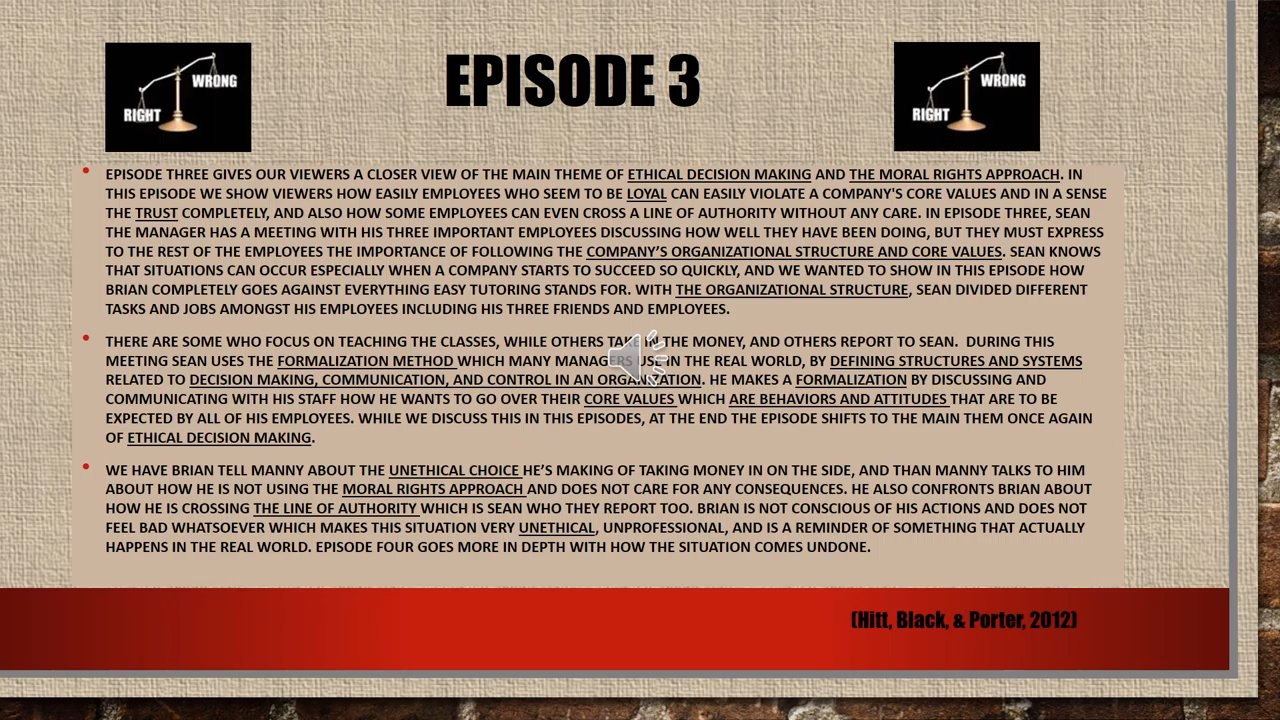 EPISODE 3
WRONG
RIGHT
WRONG
RIGHT
EPISODE THREE GIVES OUR VIEWERS A CLOSER VIEW OF THE MAIN THEME OF ETHICAL DECISION MAKING AND THE MORAL RIGHTS APPROACH. IN
THIS EPISODE WE SHOW VIEWERS HOW EASILY EMPLOYEES WHO SEEM TO BE LOYAL CAN EASILY VIOLATE A COMPANY'S CORE VALUES AND IN A SENSE
THE TRUST COMPLETELY, AND ALSO HOW SOME EMPLOYEES CAN EVEN CROSS A LINE OF AUTHORITY WITHOUT ANY CARE. IN EPISODE THREE, SEAN
THE MANAGER HAS A MEETING WITH HIS THREE IMPORTANT EMPLOYEES DISCUSSING HOW WELL THEY HAVE BEEN DOING, BUT THEY MUST EXPRESS
TO THE REST OF THE EMPLOYEES THE IMPORTANCE OF FOLLOWING THE COMPANY’S ORGANIZATIONAL STRUCTURE AND CORE VALUES. SEAN KNOWS
THAT SITUATIONS CAN OCCUR ESPECIALLY WHEN A COMPANY STARTS TO SUCCEED SO QUICKLY, AND WE WANTED TO SHOW IN THIS EPISODE HOW
BRIAN COMPLETELY GOES AGAINST EVERYTHING EASY TUTORING STANDS FOR. WITH THE ORGANIZATIONAL STRUCTURE, SEAN DIVIDED DIFFERENT
TASKS AND JOBS AMONGST HIS EMPLOYEES INCLUDING HIS THREE FRIENDS AND EMPLOYEES.
THERE ARE SOME WHO FOCUS ON TEACHING THE CLASSES, WHILE OTHERS TAKE IN THE MONEY, AND OTHERS REPORT TO SEAN. DURING THIS
MEETING SEAN USES THE FORMALIZATION METHOD WHICH MANY MANAGERS USE IN THE REAL WORLD, BY DEFINING STRUCTURES AND SYSTEMS
RELATED TO DECISION MAKING, COMMUNICATION, AND CONTROL IN AN ORGANIZATION. HE MAKES A FORMALIZATION BY DISCUSSING AND
COMMUNICATING WITH HIS STAFF HOW HE WANTS TO GO OVER THEIR CORE VALUES WHICH ARE BEHAVIORS AND ATTITUDES THAT ARE TO BE
EXPECTED BY ALL OF HIS EMPLOYEES. WHILE WE DISCUSS THIS IN THIS EPISODES, AT THE END THE EPISODE SHIFTS TO THE MAIN THEM ONCE AGAIN
OF ETHICAL DECISION MAKING.
WE HAVE BRIAN TELL MANNY ABOUT THE UNETHICAL CHOICE HE’S MAKING OF TAKING MONEY IN ON THE SIDE, AND THAN MANNY TALKS TO HIM
ABOUT HOW HE IS NOT USING THE MORAL RIGHTS APPROACH AND DOES NOT CARE FOR ANY CONSEQUENCES. HE ALSO CONFRONTS BRIAN ABOUT
HOW HE IS CROSSING THE LINE OF AUTHORITY WHICH IS SEAN WHO THEY REPORT TOO. BRIAN IS NOT CONSCIOUS OF HIS ACTIONS AND DOES NOT
FEEL BAD WHATSOEVER WHICH MAKES THIS SITUATION VERY UNETHICAL, UNPROFESSIONAL, AND IS A REMINDER OF SOMETHING THAT ACTUALLY
HAPPENS IN THE REAL WORLD. EPISODE FOUR GOES MORE IN DEPTH WITH HOW THE SITUATION COMES UNDONE.
(Hitt, Black, & Porter, 2012)